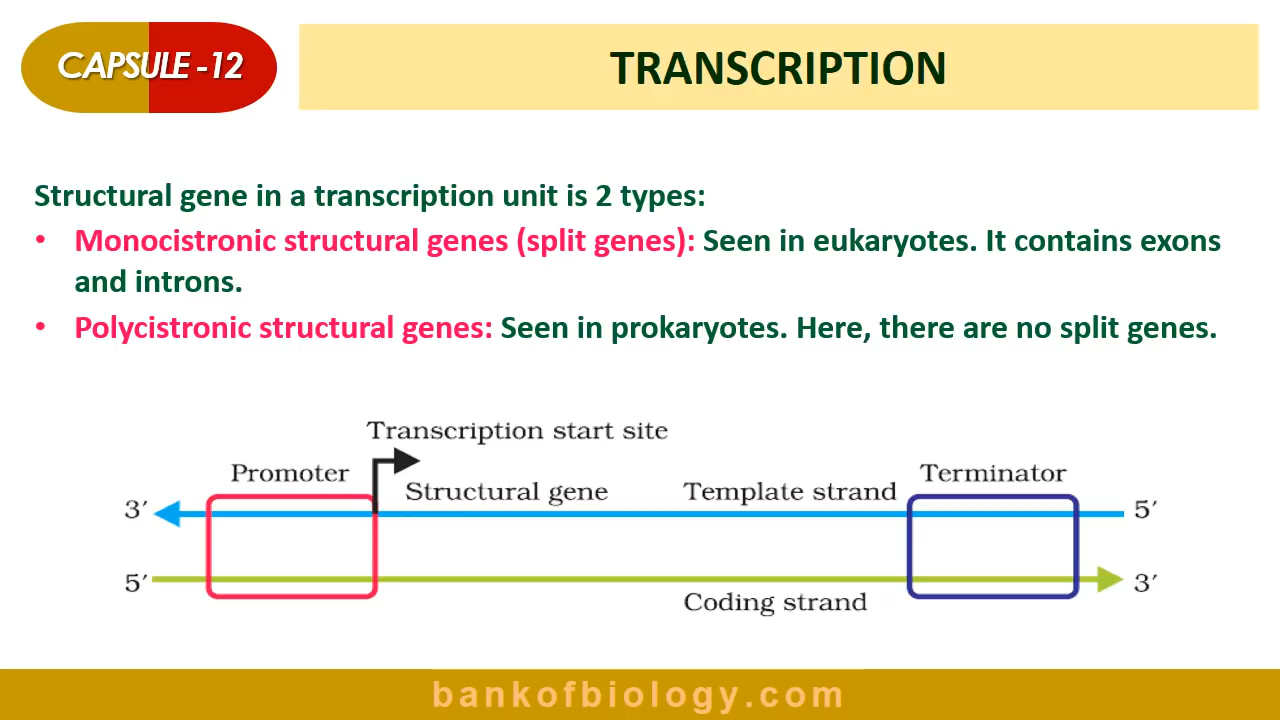 CAPSULE -12
TRANSCRIPTION
Structural gene in a transcription unit is 2 types:
• Monocistronic structural genes (split genes): Seen in eukaryotes. It contains exons
and introns.
• Polycistronic structural genes: Seen in prokaryotes. Here, there are no split genes.
Transcription start site
Promoter
Terminator
Structural gene
Template strand
3′
5′
5′
3′
Coding strand
bankofbiology.com